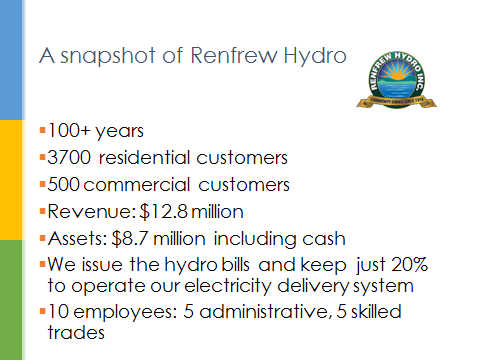 A snapshot of Renfrew Hydro
RENFREW HYDRO INC.
▪100+ years
▪3700 residential customers
▪500 commercial customers
▪Revenue: $12.8 million
▪Assets: $8.7 million including cash
▪We issue the hydro bills and keep just 20%
to operate our electricity delivery system
▪10 employees: 5 administrative, 5 skilled
trades